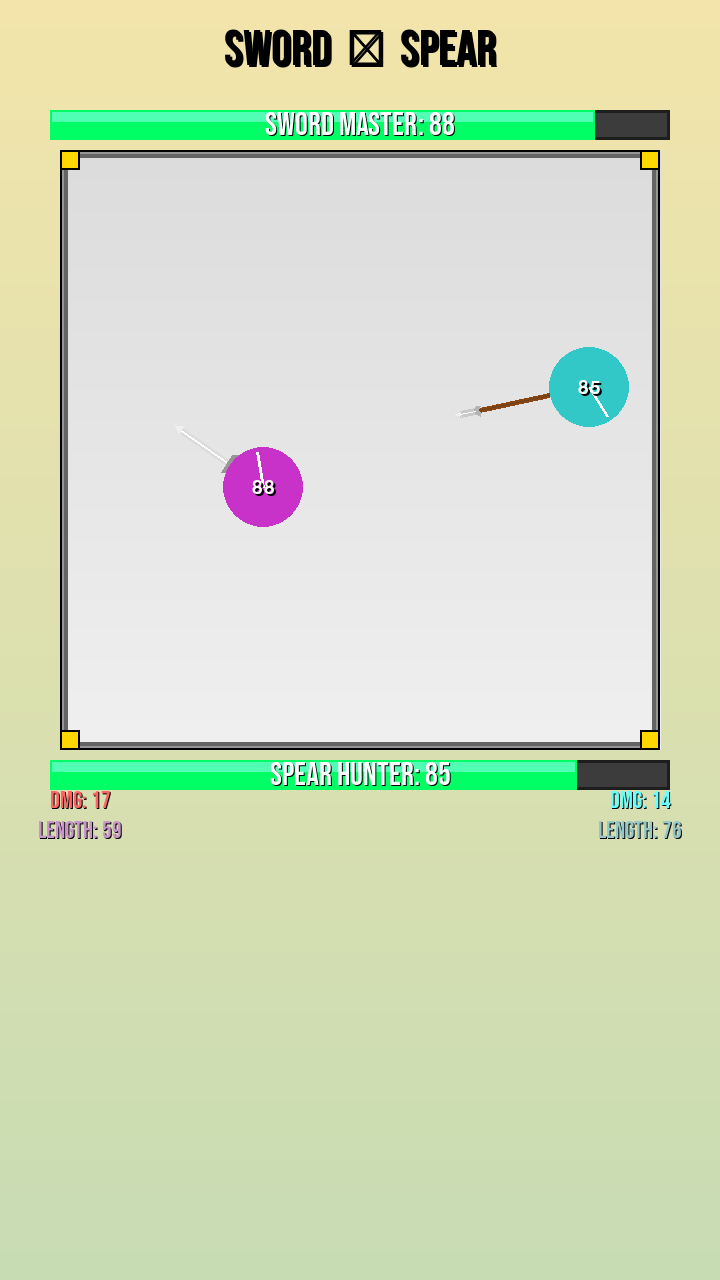 SWORD ⚔ SPEAR
SWORD MASTER: 88
85
88
SPEAR HUNTER: 85
DMG: 17
DMG: 14
LENGTH: 59
LENGTH: 76